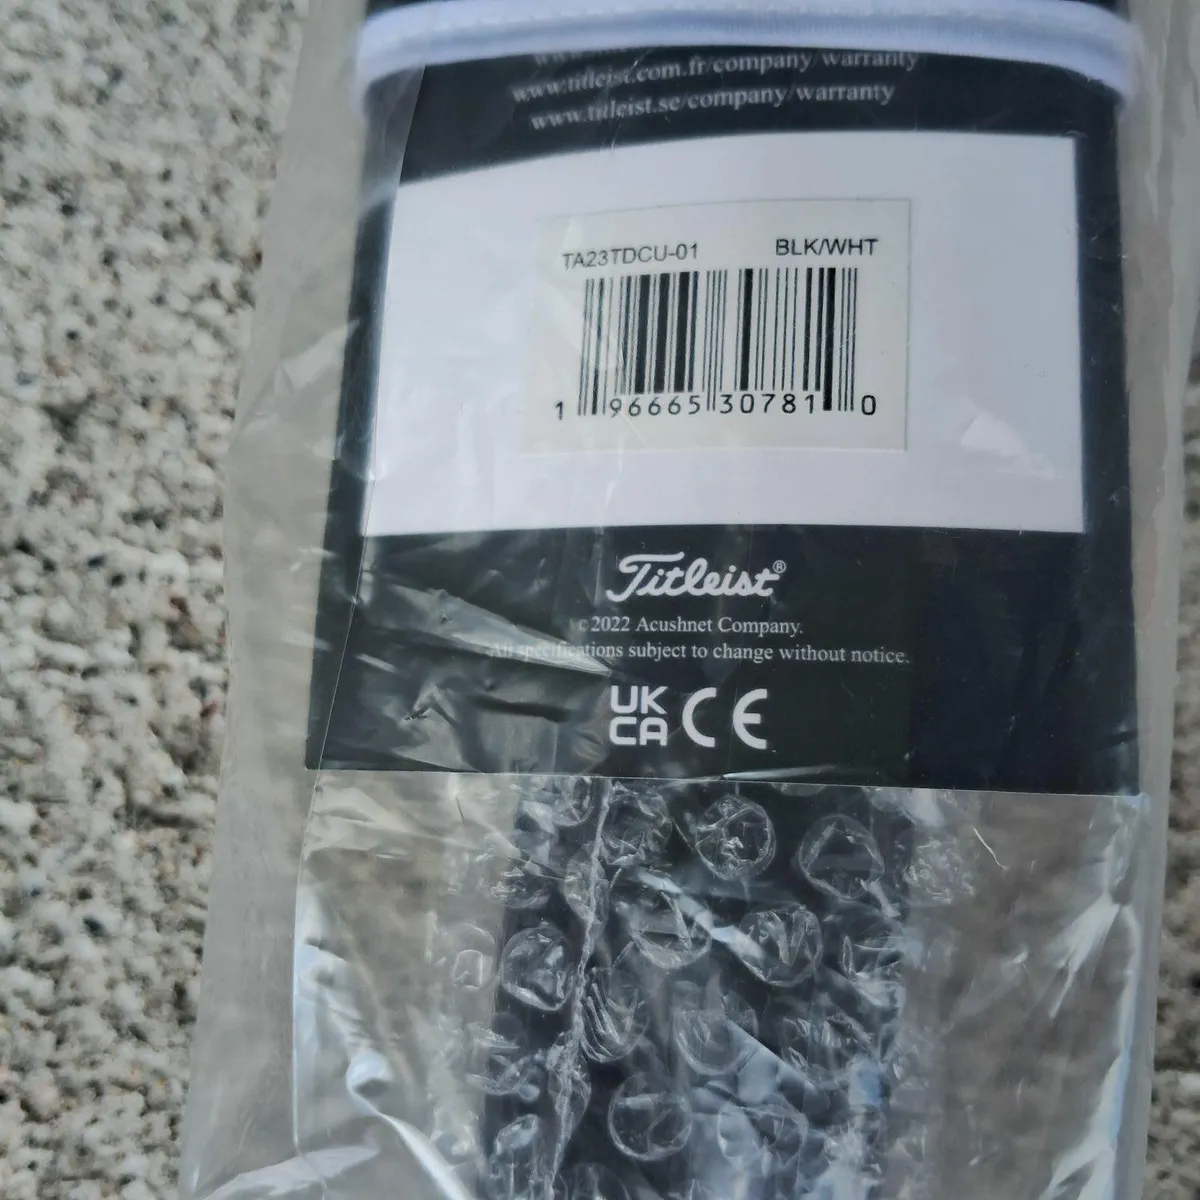 www.titleist.com.fr/company/warranty
www.titleist.se/company/warranty
TA23TDCU-01 BLK/WHT
1 96665 30781 0
Titleist®
©2022 Acushnet Company.
All specifications subject to change without notice.
UK
CA CE